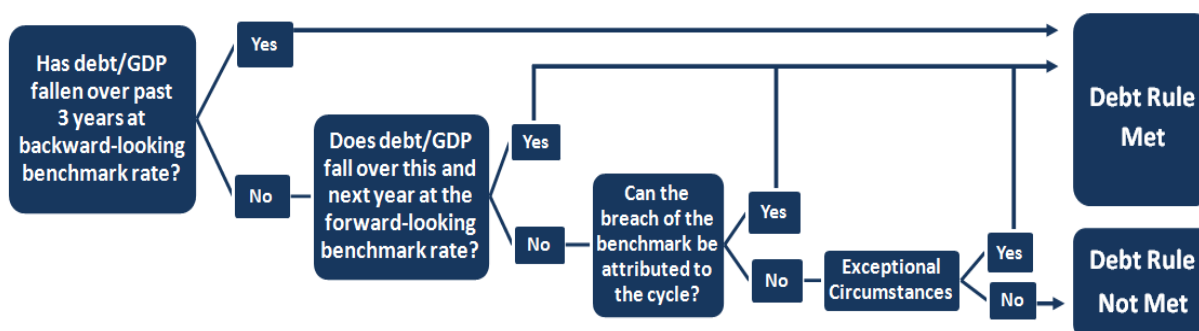 Has debt/GDP
fallen over past
3 years at
backward-looking
benchmark rate?
Yes
No
Does debt/GDP
fall over this and
next year at the
forward-looking
benchmark rate?
Yes
No
Can the
breach of the
benchmark be
attributed to
the cycle?
Yes
No
Exceptional
Circumstances
Yes
No
Debt Rule
Met
Debt Rule
Not Met